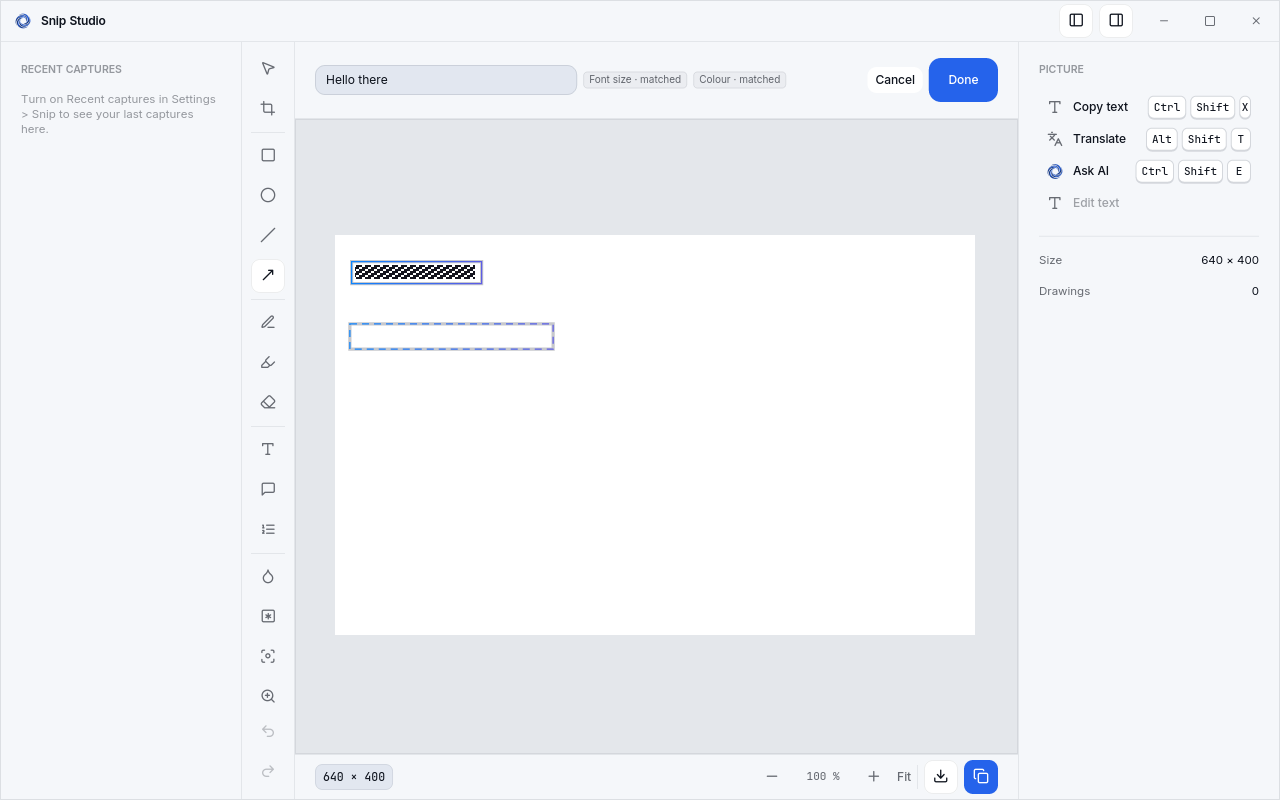 Snip Studio
RECENT CAPTURES
Turn on Recent captures in Settings
> Snip to see your last captures
here.
Hello there
Font size · matched
Colour · matched
Cancel
Done
640 × 400
100 %
Fit
PICTURE
Copy text Ctrl Shift X
Translate Alt Shift T
Ask AI Ctrl Shift E
Edit text
Size 640 × 400
Drawings 0